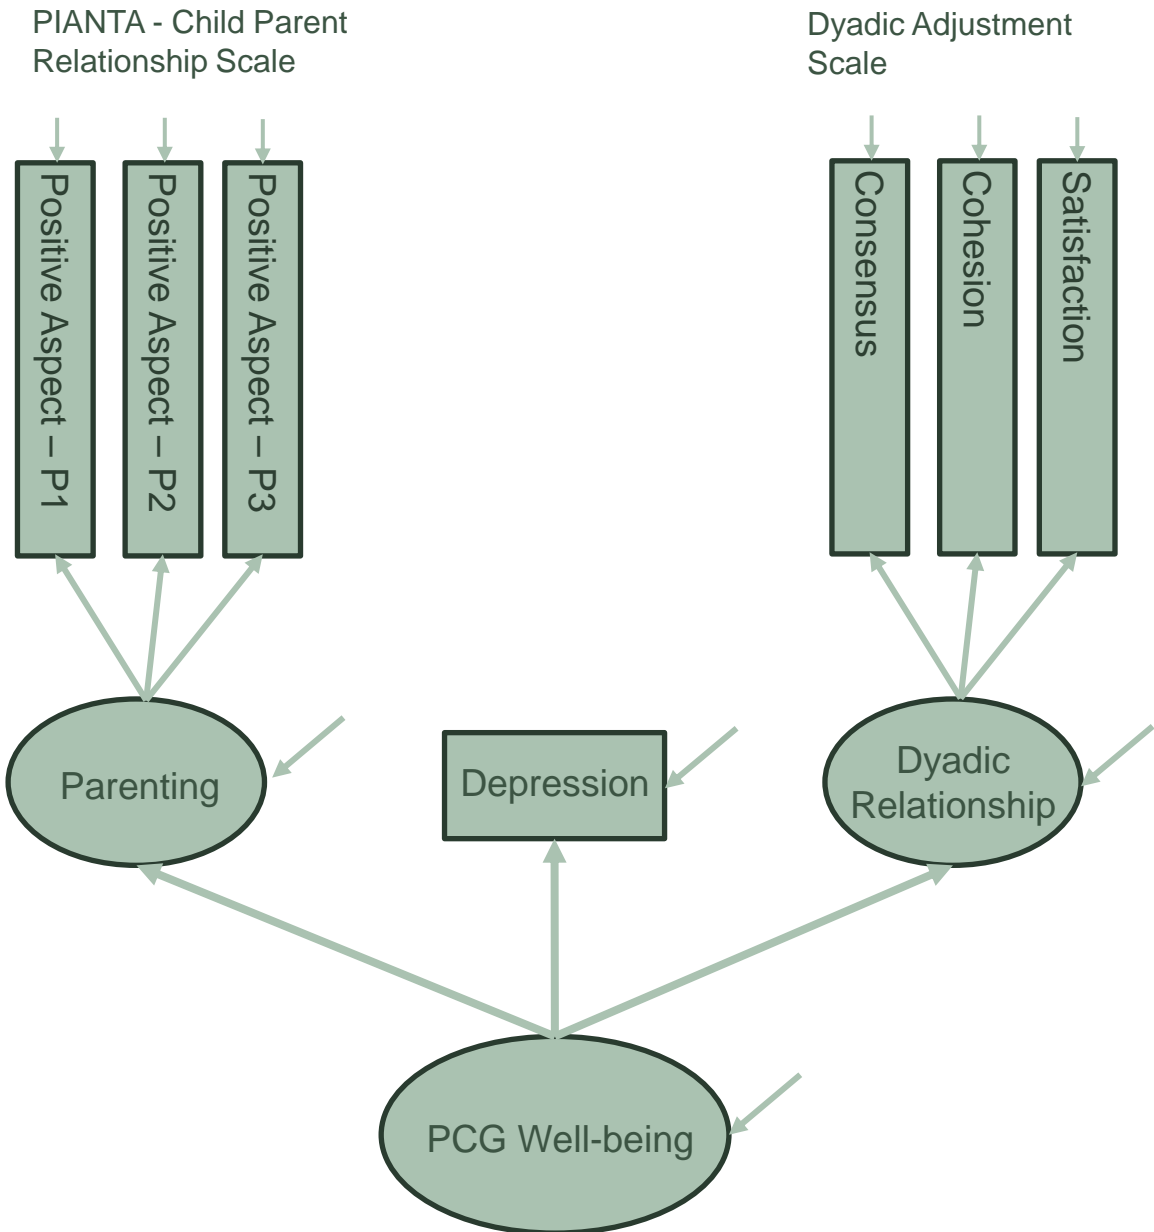 PIANTA - Child Parent
Relationship Scale
Dyadic Adjustment
Scale
Positive Aspect – P1
Positive Aspect – P2
Positive Aspect – P3
Consensus
Cohesion
Satisfaction
Parenting
Depression
Dyadic
Relationship
PCG Well-being